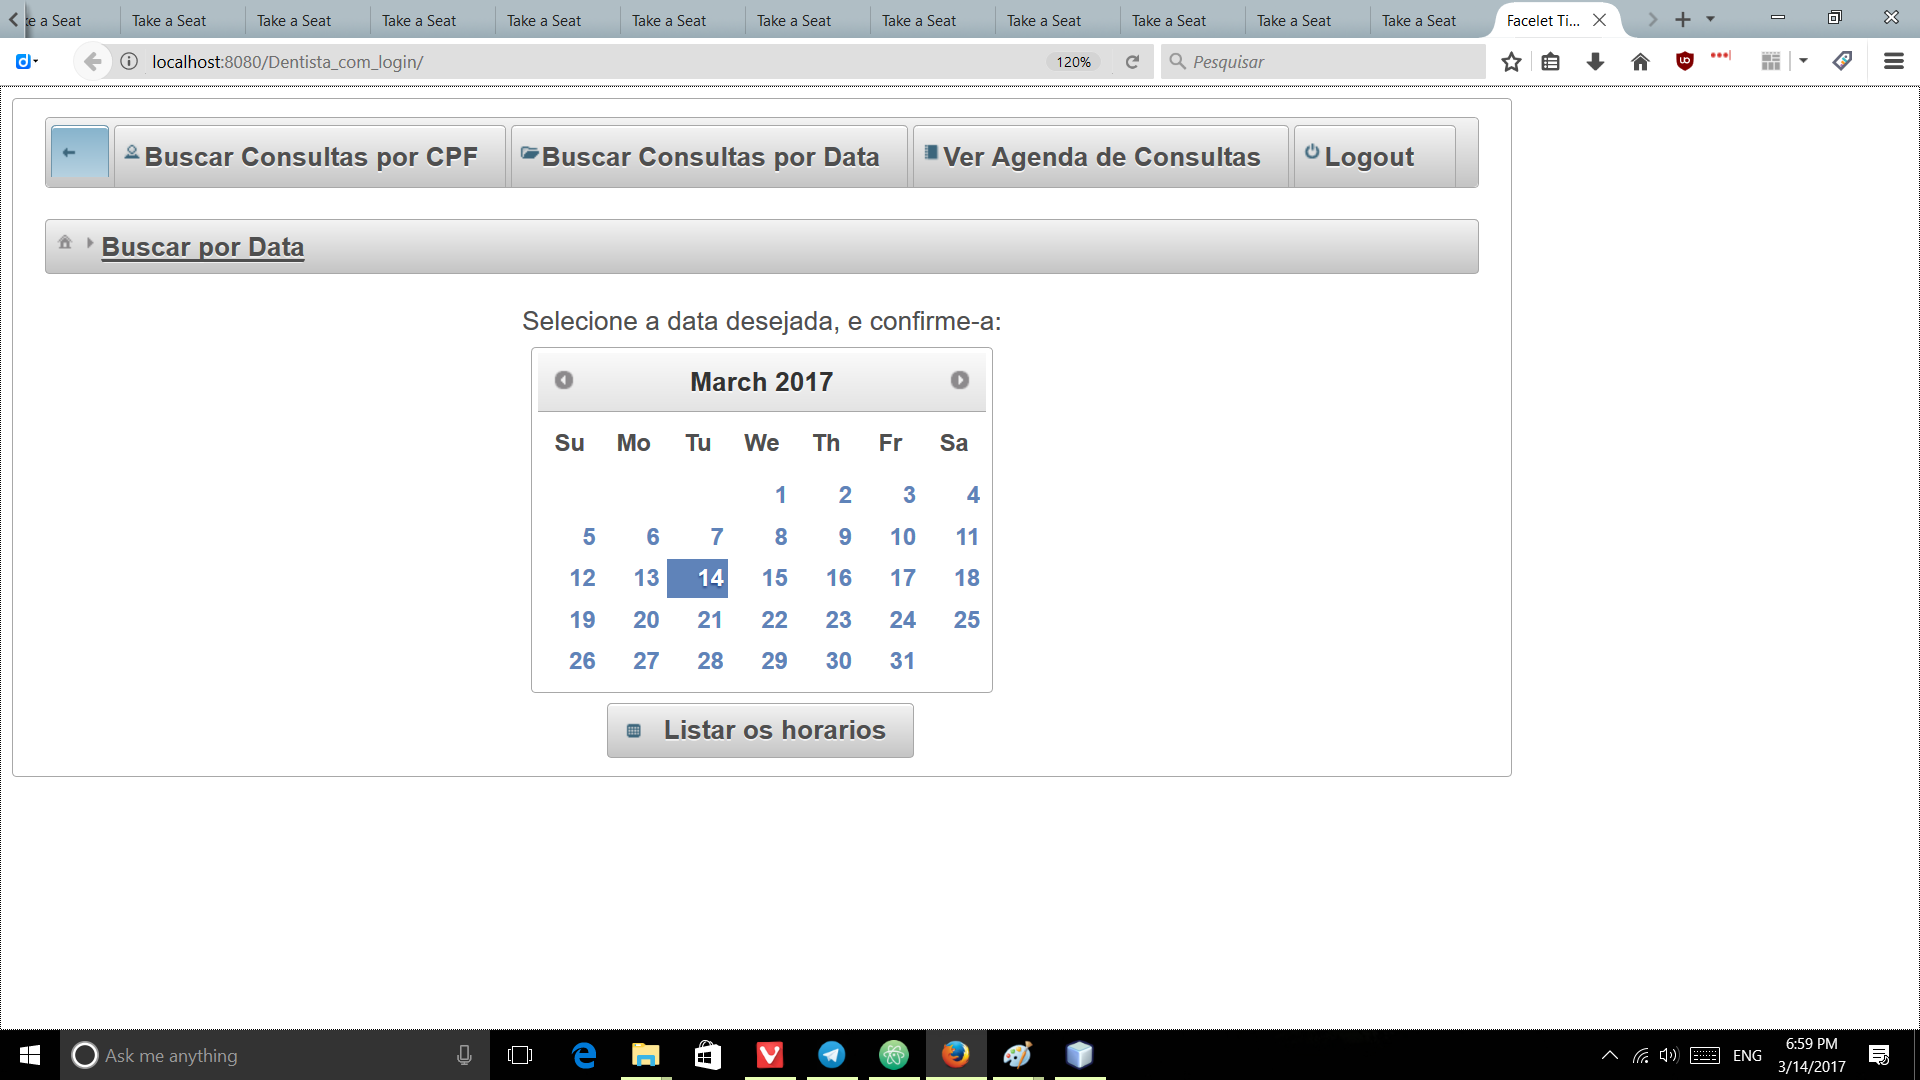 e a Seat Take a Seat Take a Seat Take a Seat Take a Seat Take a Seat Take a Seat Take a Seat Take a Seat Take a Seat Take a Seat Take a Seat Facelet Ti...
localhost:8080/Dentista_com_login/ 120% Pesquisar
Buscar Consultas por CPF Buscar Consultas por Data Ver Agenda de Consultas Logout
Buscar por Data
Selecione a data desejada, e confirme-a:
March 2017
Su Mo Tu We Th Fr Sa
1 2 3 4
5 6 7 8 9 10 11
12 13 14 15 16 17 18
19 20 21 22 23 24 25
26 27 28 29 30 31
Listar os horarios
Ask me anything
ENG
6:59 PM
3/14/2017